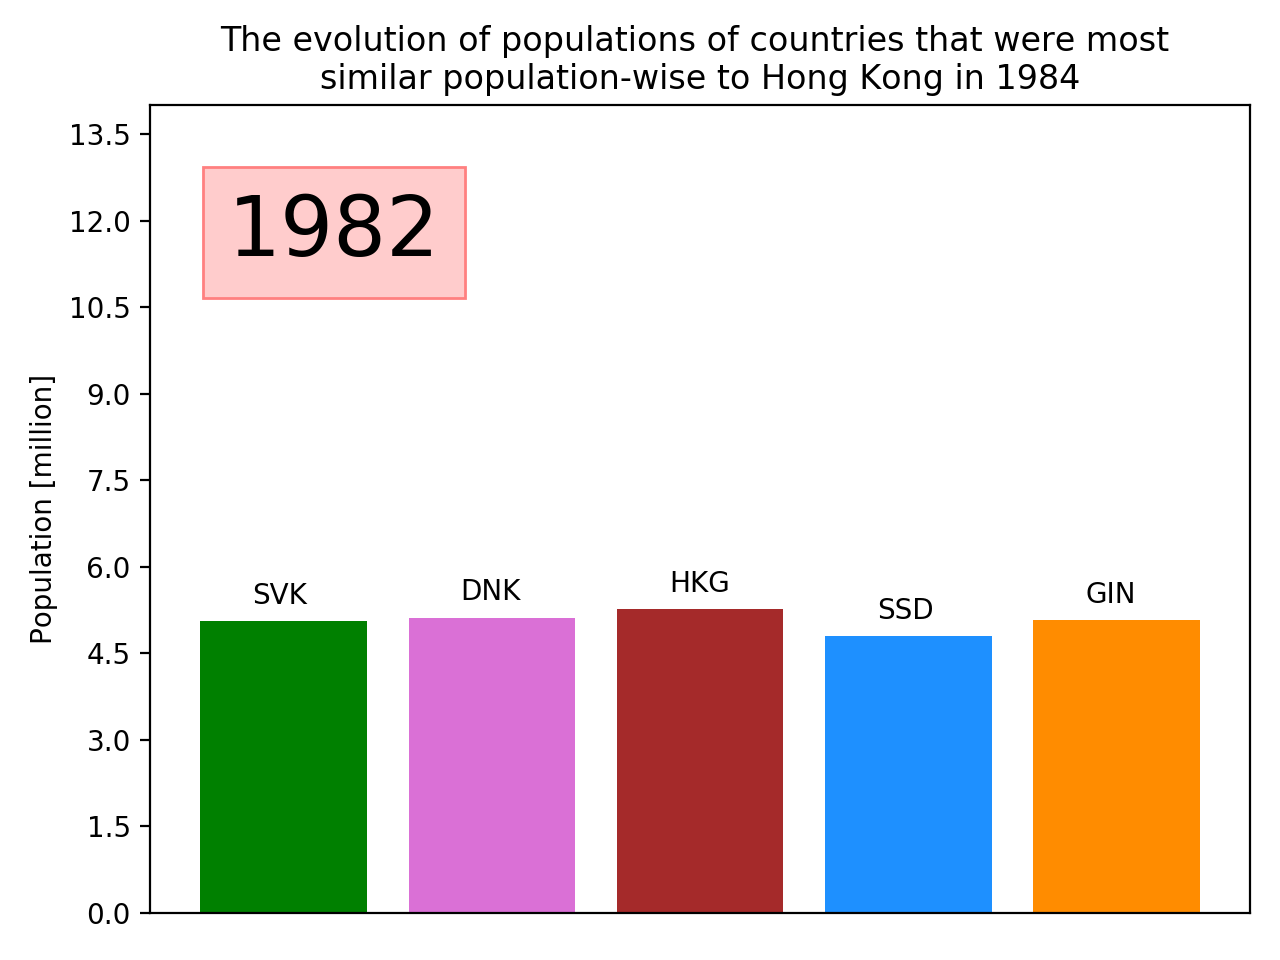 The evolution of populations of countries that were most
similar population-wise to Hong Kong in 1984
13.5
12.0
10.5
9.0
7.5
6.0
4.5
3.0
1.5
0.0
Population [million]
1982
SVK
DNK
HKG
SSD
GIN